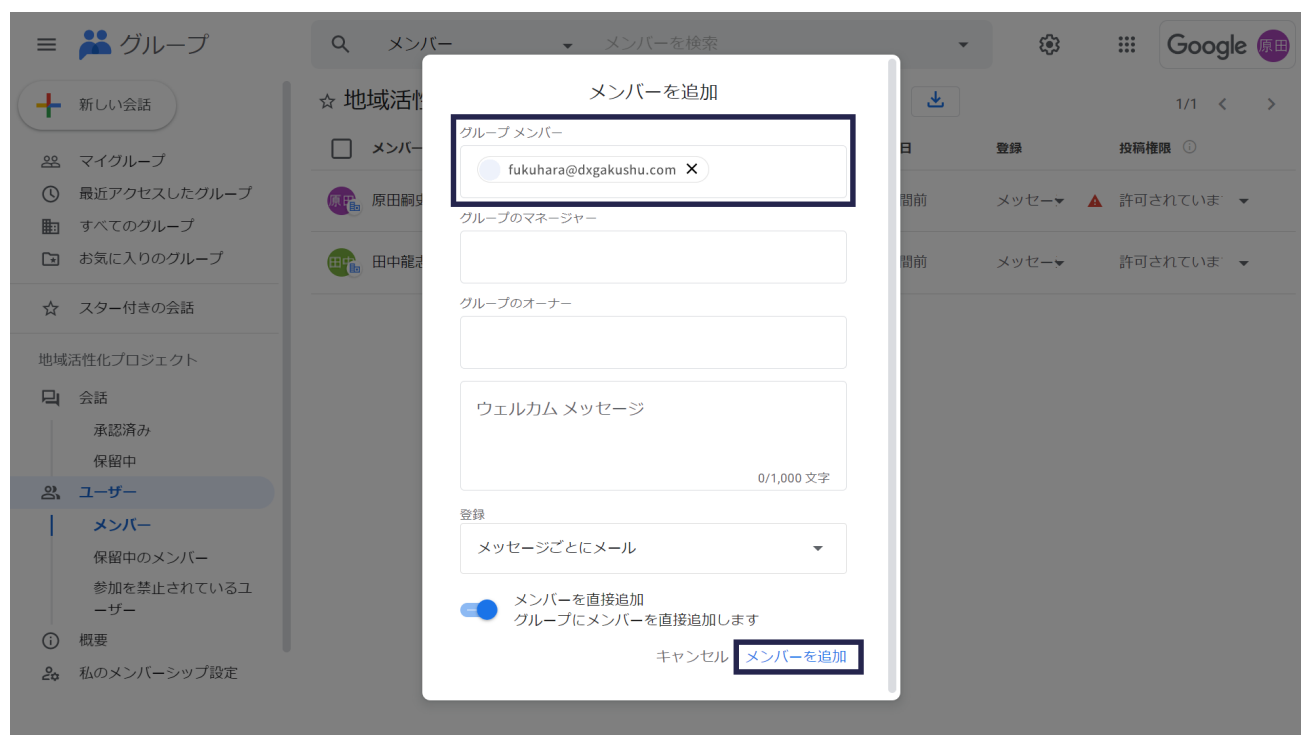 グループ
メンバー
メンバーを検索
Google
原田
新しい会話
マイグループ
最近アクセスしたグループ
すべてのグループ
お気に入りのグループ
スター付きの会話
地域活性化プロジェクト
会話
承認済み
保留中
ユーザー
メンバー
保留中のメンバー
参加を禁止されているユ
ーザー
概要
私のメンバーシップ設定
地域活性
1/1
メンバー
日
登録
投稿権限
原田
原田嗣史
間前
メッセー
許可されていま
田中
田中龍志
間前
メッセー
許可されていま
メンバーを追加
グループ メンバー
fukuhara@dxgakushu.com
グループのマネージャー
グループのオーナー
ウェルカム メッセージ
0/1,000 文字
登録
メッセージごとにメール
メンバーを直接追加
グループにメンバーを直接追加します
キャンセル
メンバーを追加